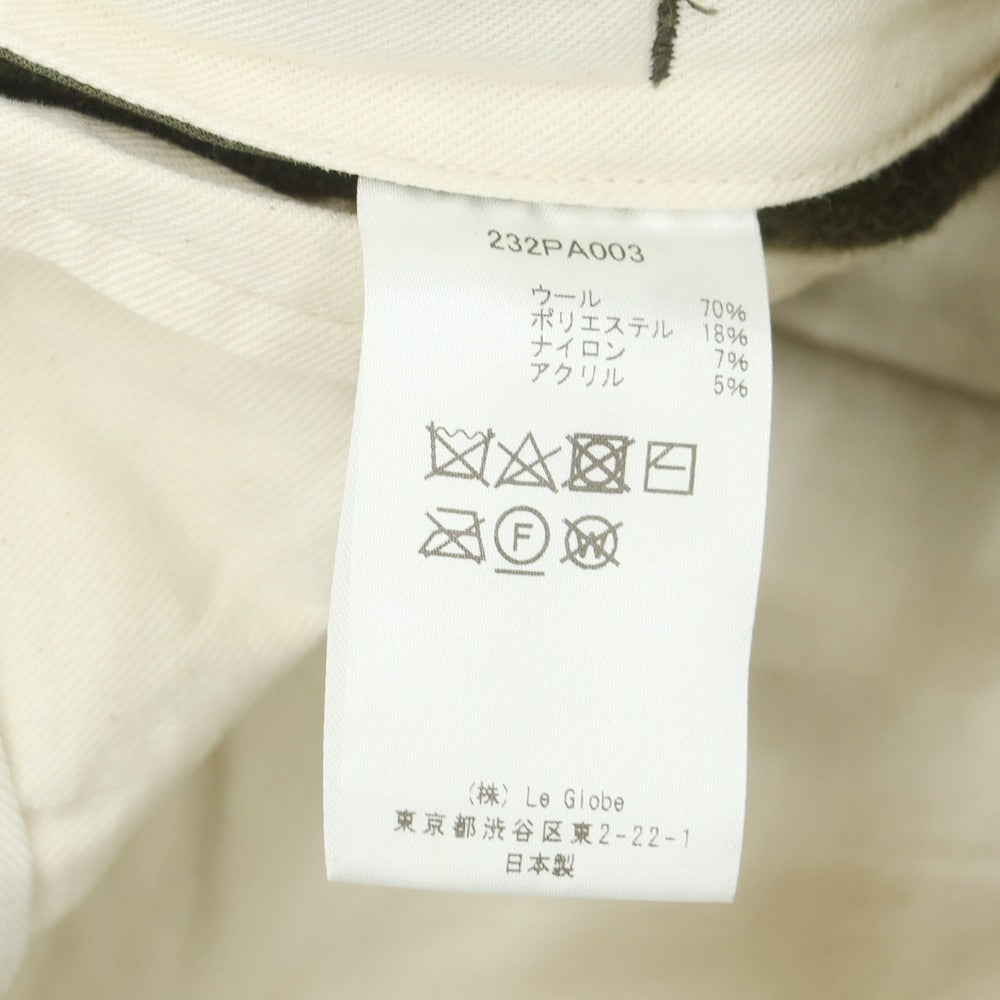 232PA003
ウール 70%
ポリエステル 18%
ナイロン 7%
アクリル 5%
F
W
(株) Le Globe
東京都渋谷区東2-22-1
日本製